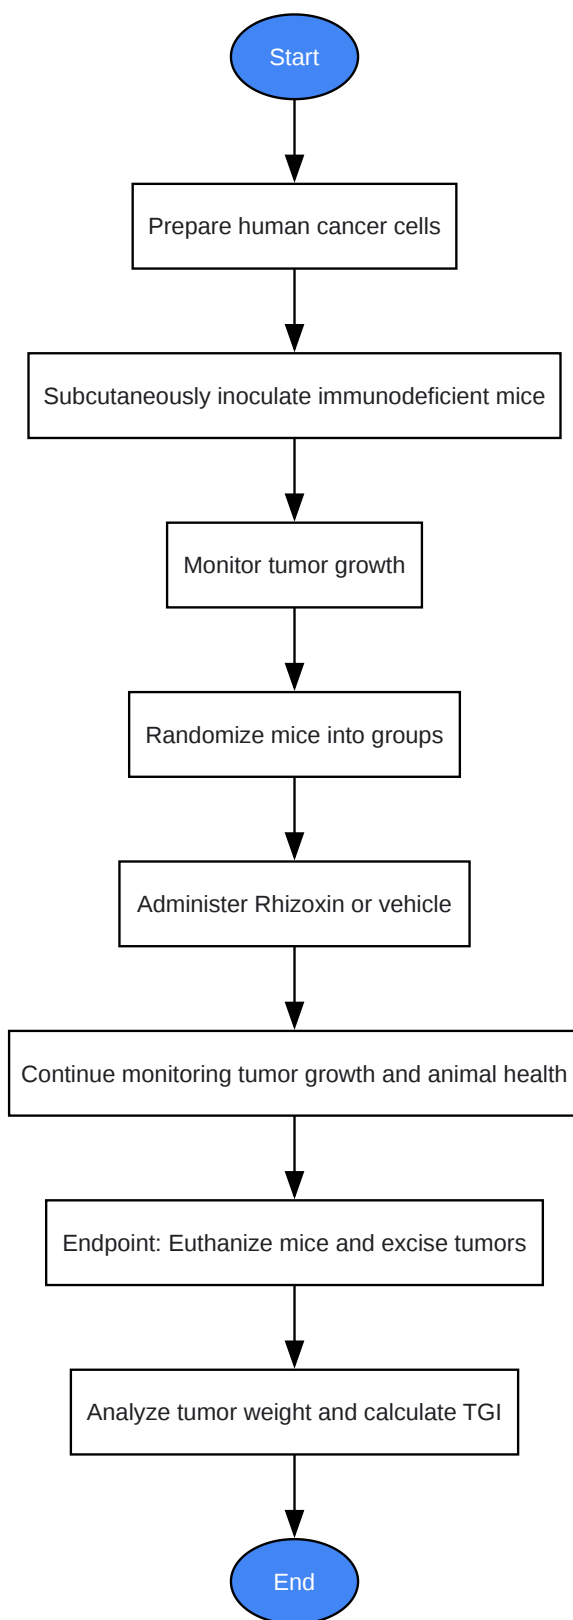 Start
Prepare human cancer cells
Subcutaneously inoculate immunodeficient mice
Monitor tumor growth
Randomize mice into groups
Administer Rhizoxin or vehicle
Continue monitoring tumor growth and animal health
Endpoint: Euthanize mice and excise tumors
Analyze tumor weight and calculate TGI
End